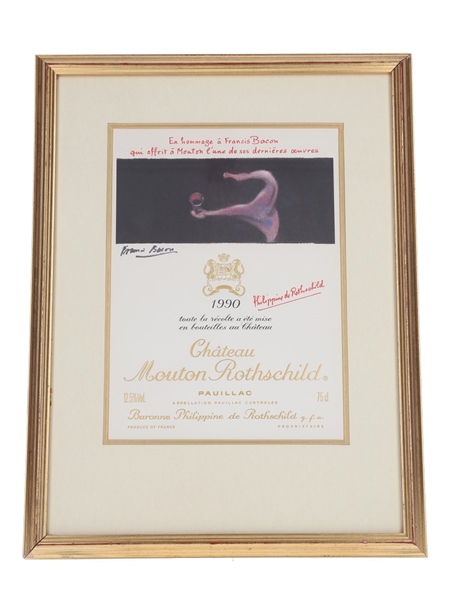 En hommage à Francis Bacon
qui offrit à Mouton l'une de ses dernières œuvres
Francis Bacon
1990
Philippine de Rothschild
toute la récolte a été mise
en bouteilles au Château
Château
Mouton Rothschild®
PAUILLAC
12,5%Vol.
APPELLATION PAUILLAC CONTRÔLÉE
75 cl
Baronne Philippine de Rothschild g.f.a.
PRODUCE OF FRANCE
PROPRIÉTAIRE